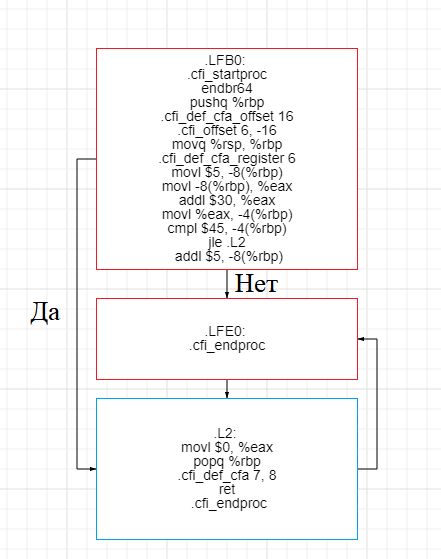 .LFB0:
.cfi_startproc
endbr64
pushq %rbp
.cfi_def_cfa_offset 16
.cfi_offset 6, -16
movq %rsp, %rbp
.cfi_def_cfa_register 6
movl $5, -8(%rbp)
movl -8(%rbp), %eax
addl $30, %eax
movl %eax, -4(%rbp)
cmpl $45, -4(%rbp)
jle .L2
addl $5, -8(%rbp)
Нет
Да
.LFE0:
.cfi_endproc
.L2:
movl $0, %eax
popq %rbp
.cfi_def_cfa 7, 8
ret
.cfi_endproc